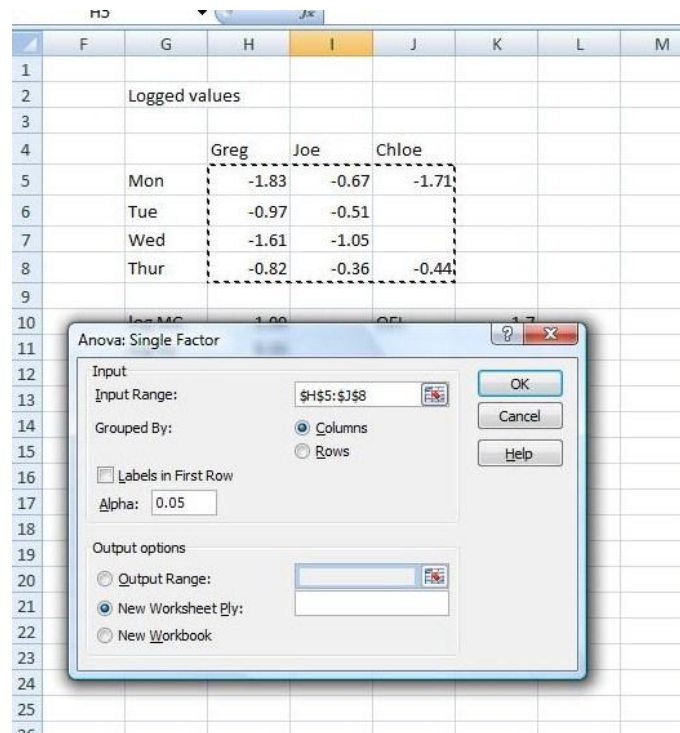 H5
F G H I J K L M
1
2 Logged values
3
4 Greg Joe Chloe
5 Mon -1.83 -0.67 -1.71
6 Tue -0.97 -0.51
7 Wed -1.61 -1.05
8 Thur -0.82 -0.36 -0.44
9
10
11
12
13
14
15
16
17
18
19
20
21
22
23
24
25
Anova: Single Factor
Input
Input Range: $H$5:$J$8
Grouped By: Columns
Rows
Labels in First Row
Alpha: 0.05
Output options
Output Range:
New Worksheet Ply:
New Workbook
OK
Cancel
Help